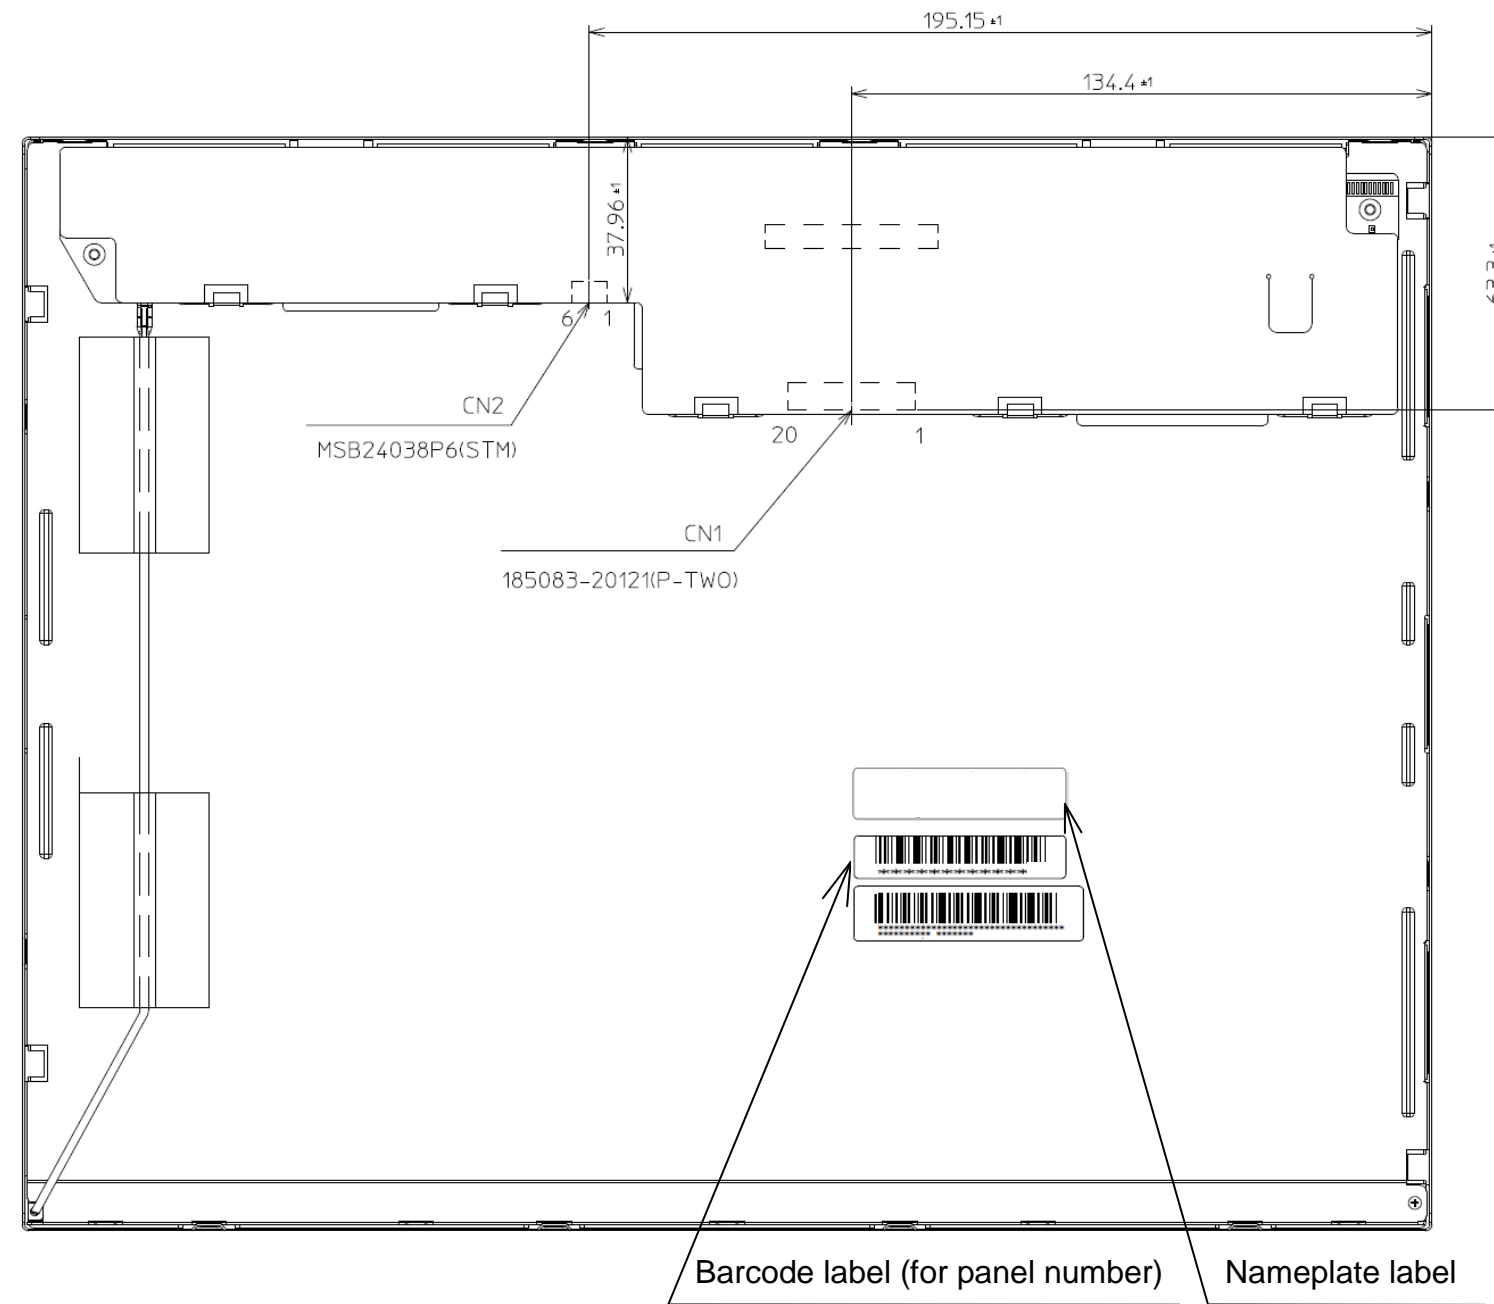 195.15 ±1
134.4 ±1
37.96 ±1
6 1
CN2
MSB24038P6(STM)
20 1
CN1
185083-20121(P-TWO)
Barcode label (for panel number)
Nameplate label